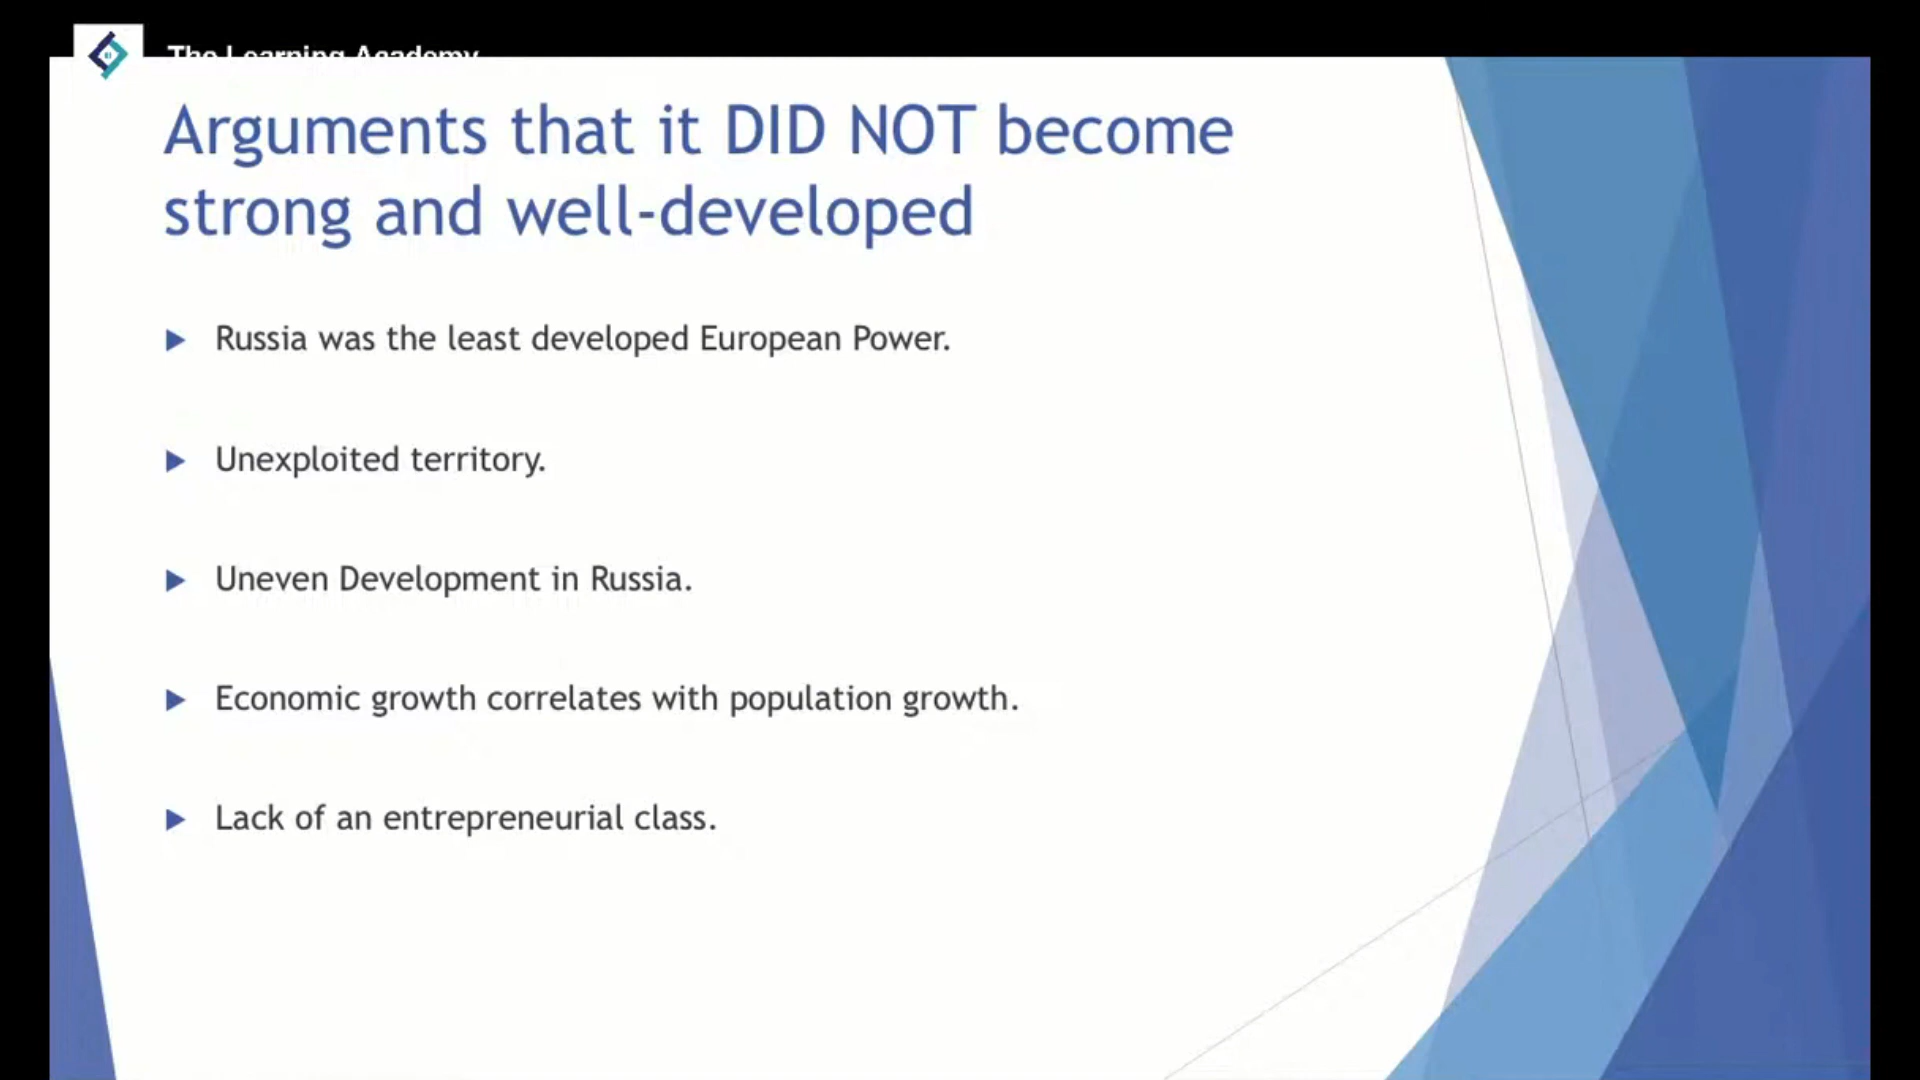 The Learning Academy
Arguments that it DID NOT become
strong and well-developed
Russia was the least developed European Power.
Unexploited territory.
Uneven Development in Russia.
Economic growth correlates with population growth.
Lack of an entrepreneurial class.